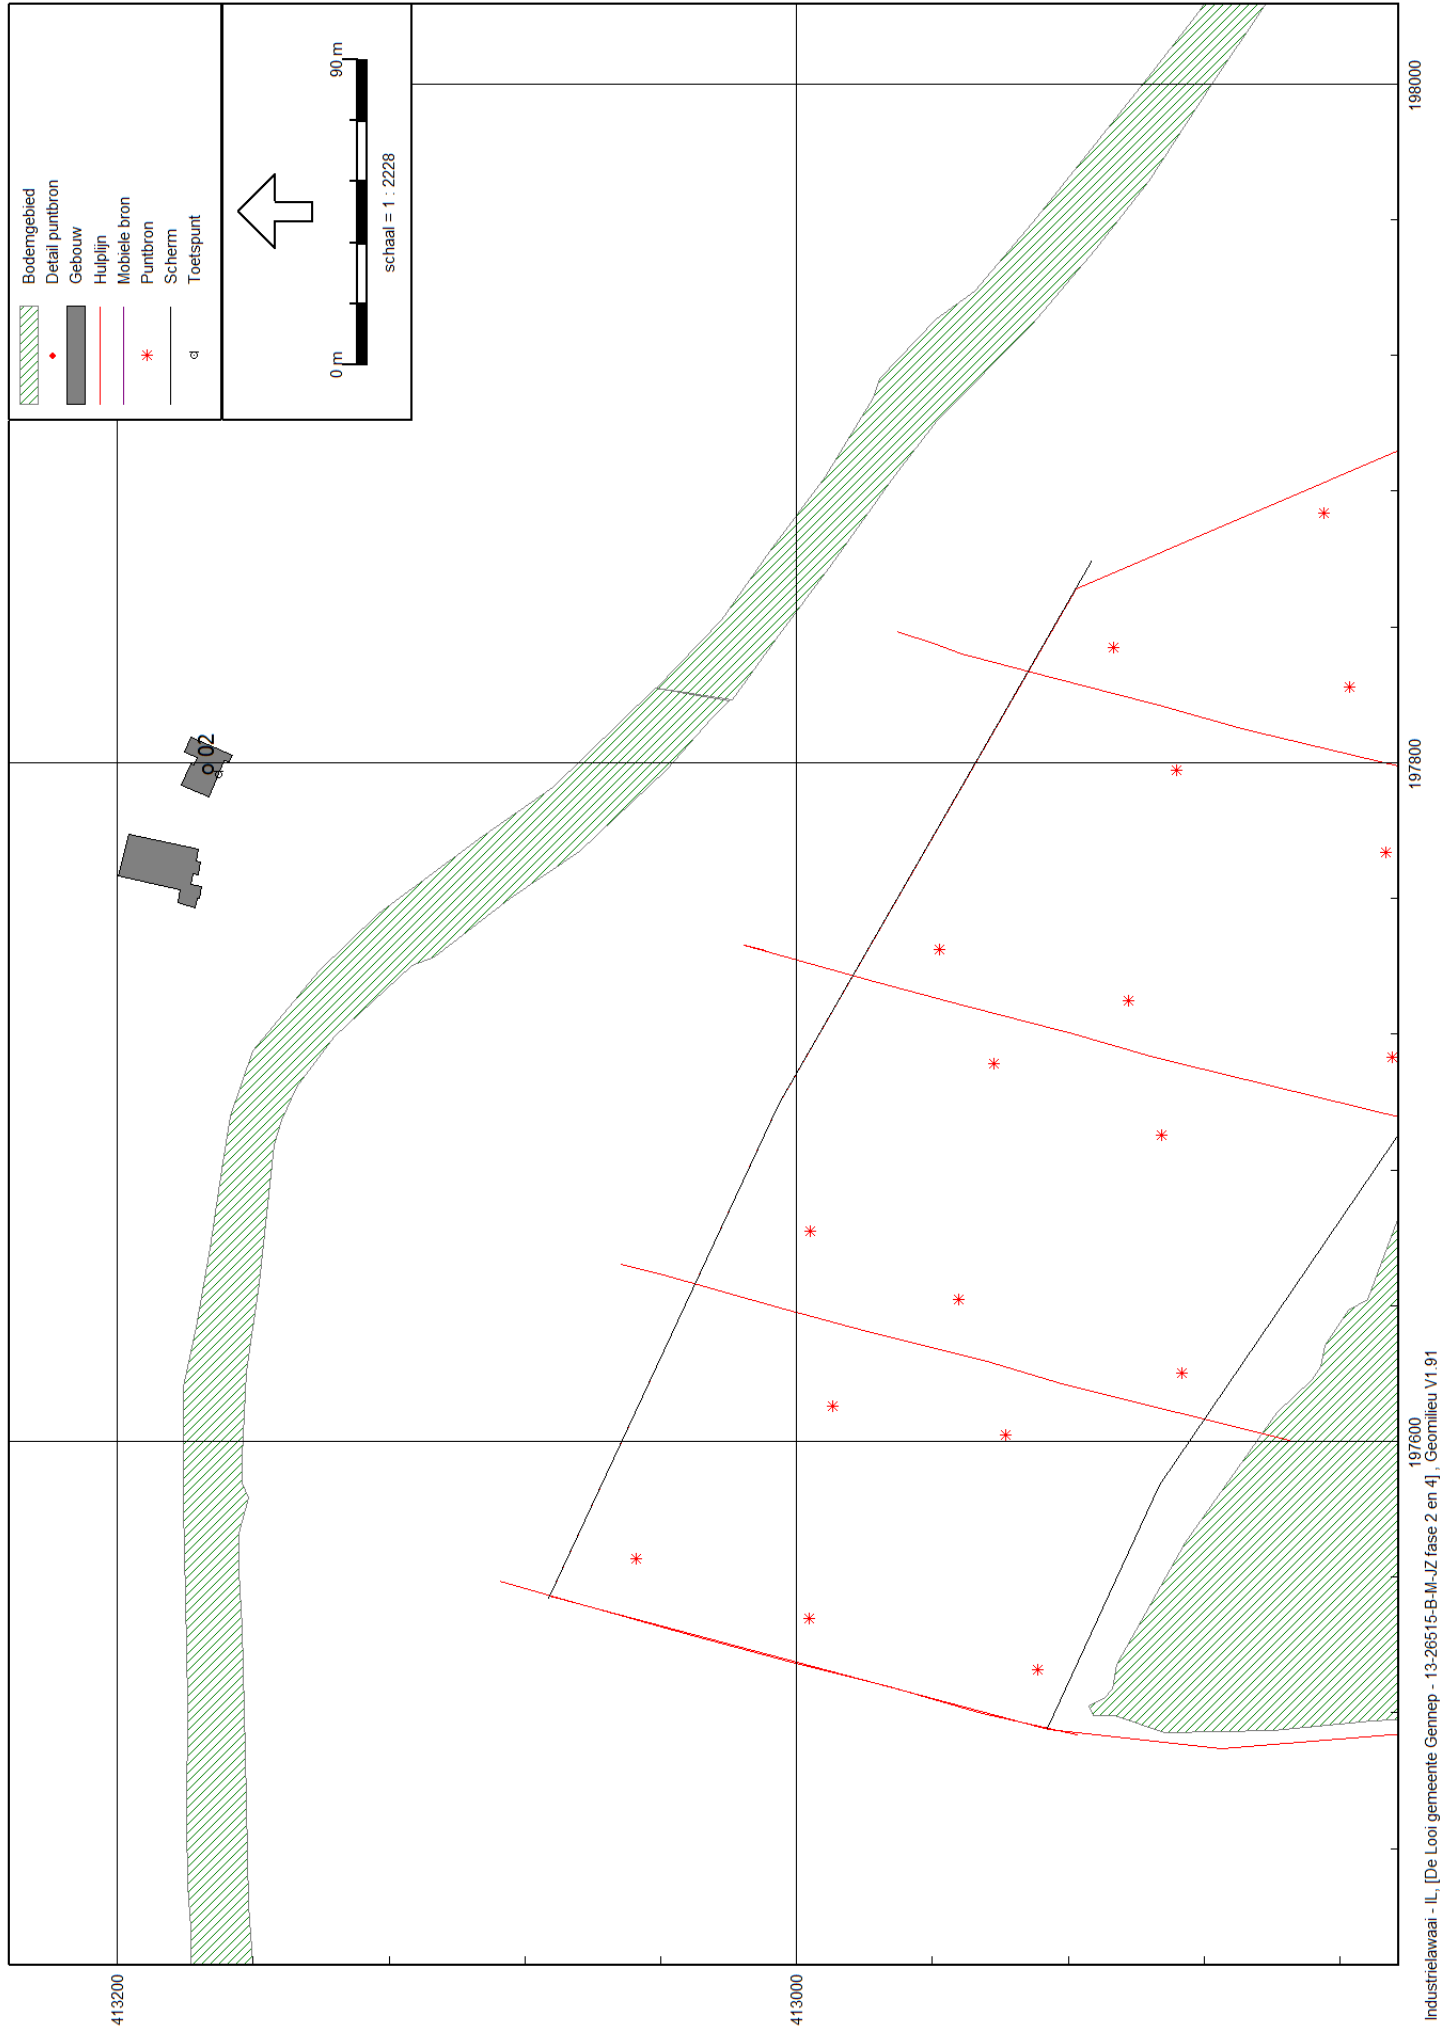 Bodemgebied
Detail puntbron
Gebouw
Hulplijn
Mobiele bron
Puntbron
Scherm
Toetspunt
0 m
90 m
schaal = 1 : 2228
02
413200
413000
197600
197800
198000
Industrielawaai - IL, [De Looi gemeente Gennep - 13-26515-B-M-JZ fase 2 en 4] , Geomilieu V1.91